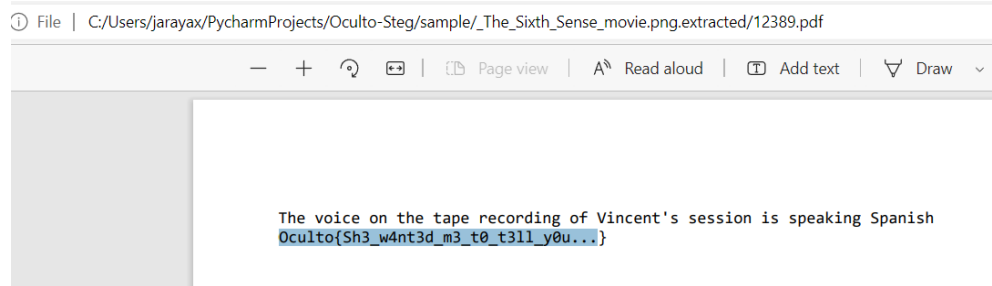 File | C:/Users/jarayax/PycharmProjects/Oculto-Steg/sample/_The_Sixth_Sense_movie.png.extracted/12389.pdf
Page view | A Read aloud | T Add text | Draw
The voice on the tape recording of Vincent's session is speaking Spanish
Oculto{Sh3_w4nt3d_m3_t0_t3ll_y0u...}